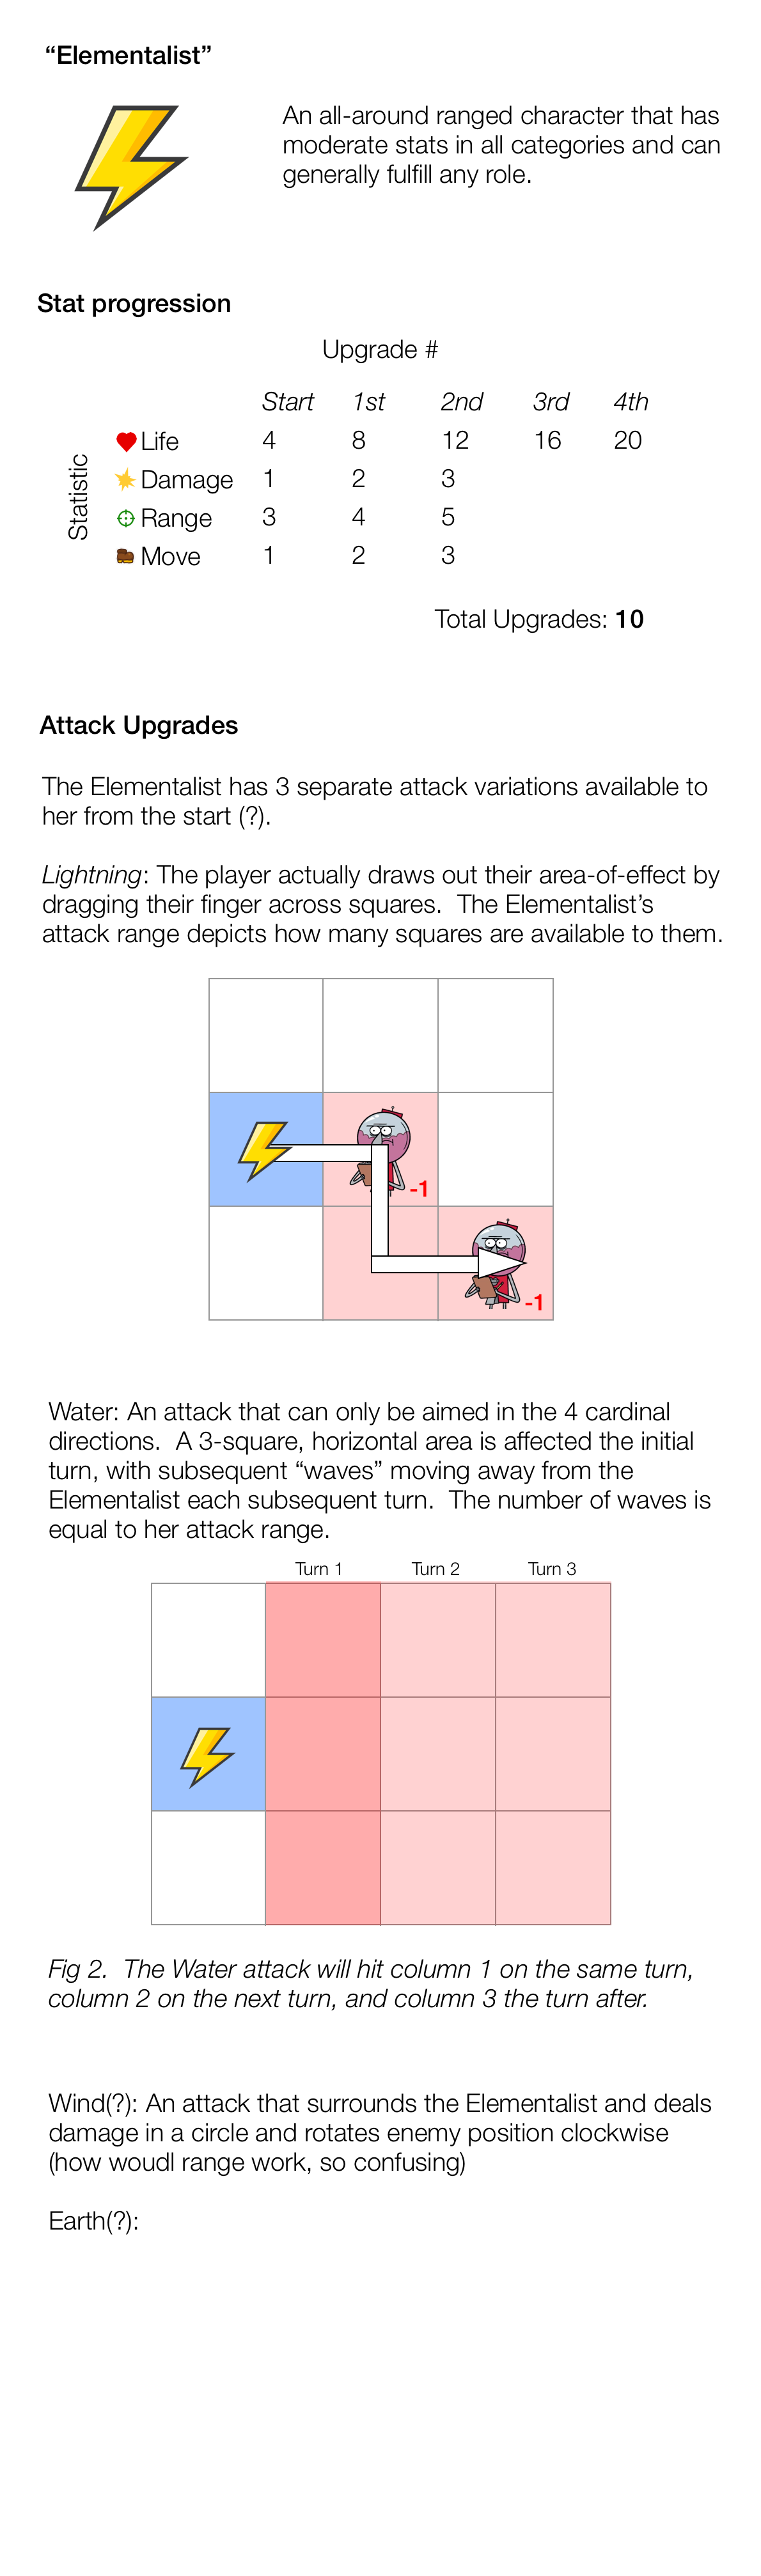 “Elementalist”
An all-around ranged character that has
moderate stats in all categories and can
generally fulfill any role.
Stat progression
Upgrade #
Start 1st 2nd 3rd 4th
Statistic
Life 4 8 12 16 20
Damage 1 2 3
Range 3 4 5
Move 1 2 3
Total Upgrades: 10
Attack Upgrades
The Elementalist has 3 separate attack variations available to
her from the start (?).
Lightning: The player actually draws out their area-of-effect by
dragging their finger across squares. The Elementalist’s
attack range depicts how many squares are available to them.
-1
-1
Water: An attack that can only be aimed in the 4 cardinal
directions. A 3-square, horizontal area is affected the initial
turn, with subsequent “waves” moving away from the
Elementalist each subsequent turn. The number of waves is
equal to her attack range.
Turn 1 Turn 2 Turn 3
Fig 2. The Water attack will hit column 1 on the same turn,
column 2 on the next turn, and column 3 the turn after.
Wind(?): An attack that surrounds the Elementalist and deals
damage in a circle and rotates enemy position clockwise
(how woudl range work, so confusing)
Earth(?):